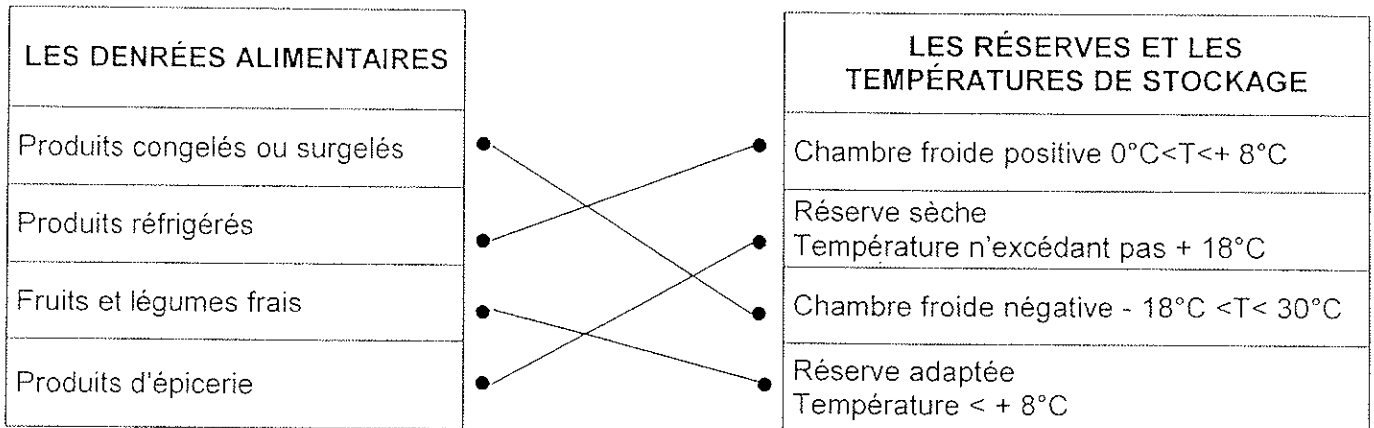 LES DENRÉES ALIMENTAIRES
Produits congelés ou surgelés
Produits réfrigérés
Fruits et légumes frais
Produits d'épicerie
LES RÉSERVES ET LES
TEMPÉRATURES DE STOCKAGE
Chambre froide positive 0°C<T<+ 8°C
Réserve sèche
Température n'excédant pas + 18°C
Chambre froide négative - 18°C <T< 30°C
Réserve adaptée
Température < + 8°C